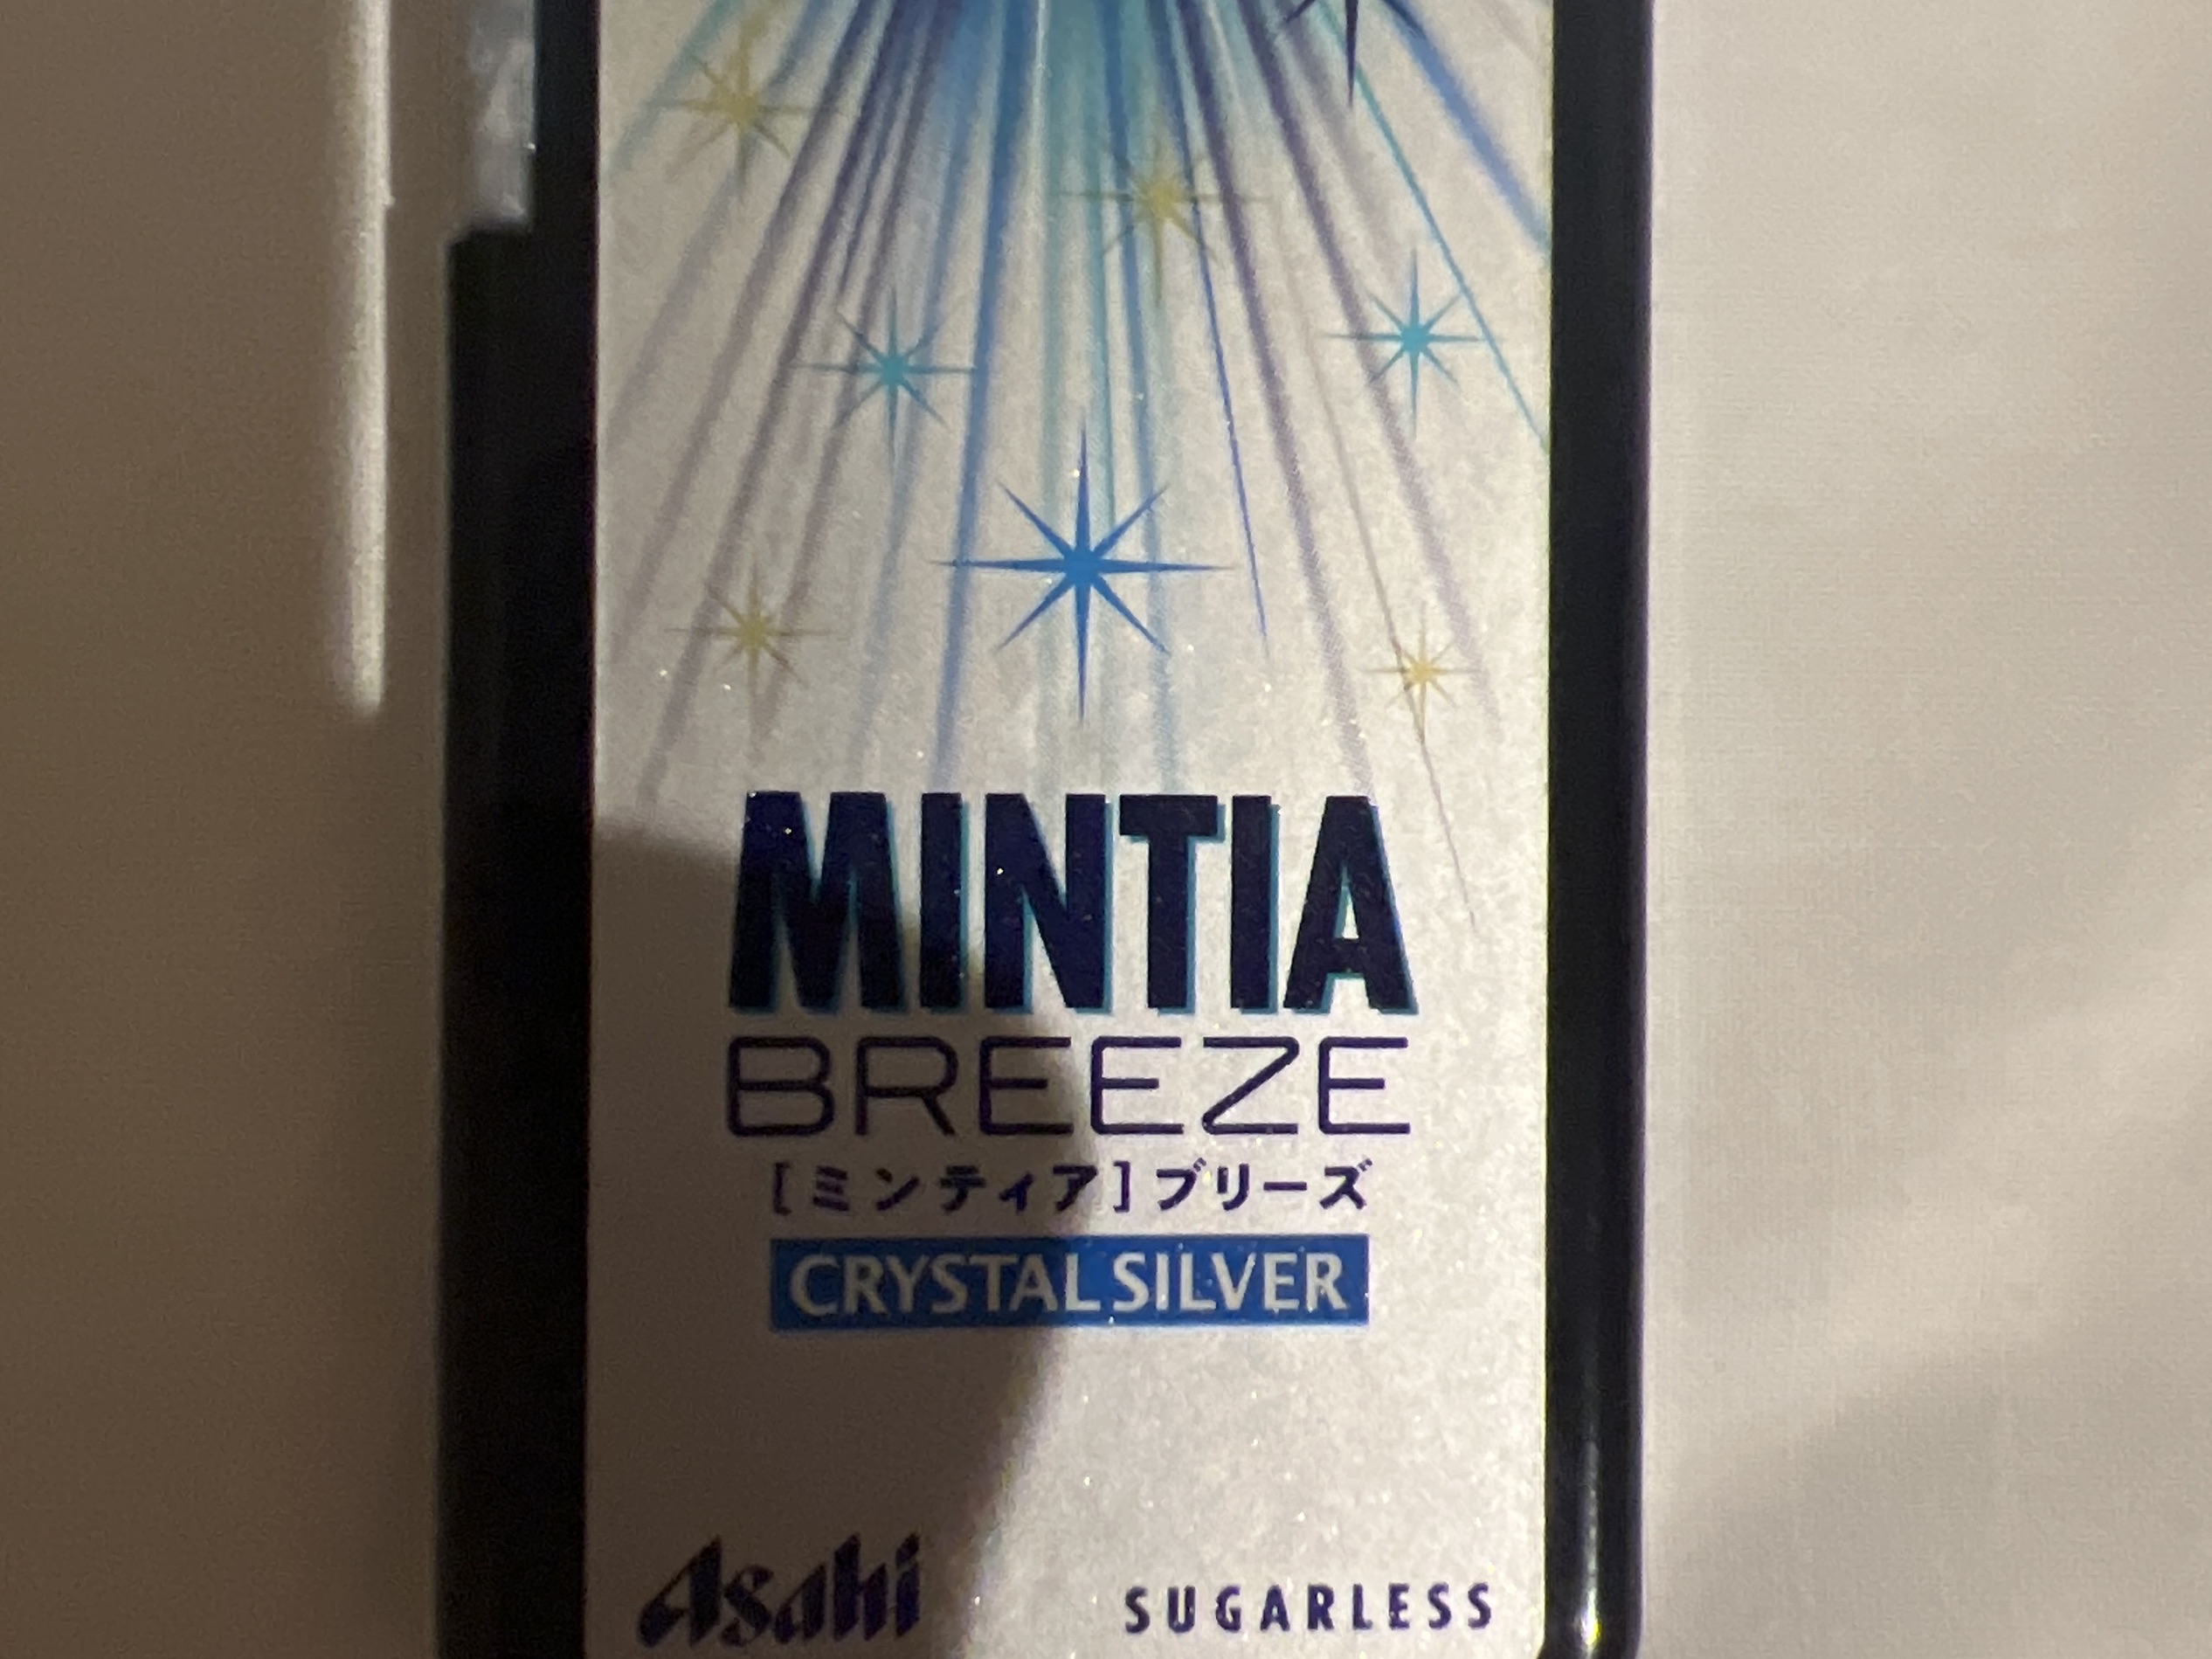 MINTIA
BREEZE
[ミンティア]ブリーズ
CRYSTAL SILVER
Asahi
SUGARLESS